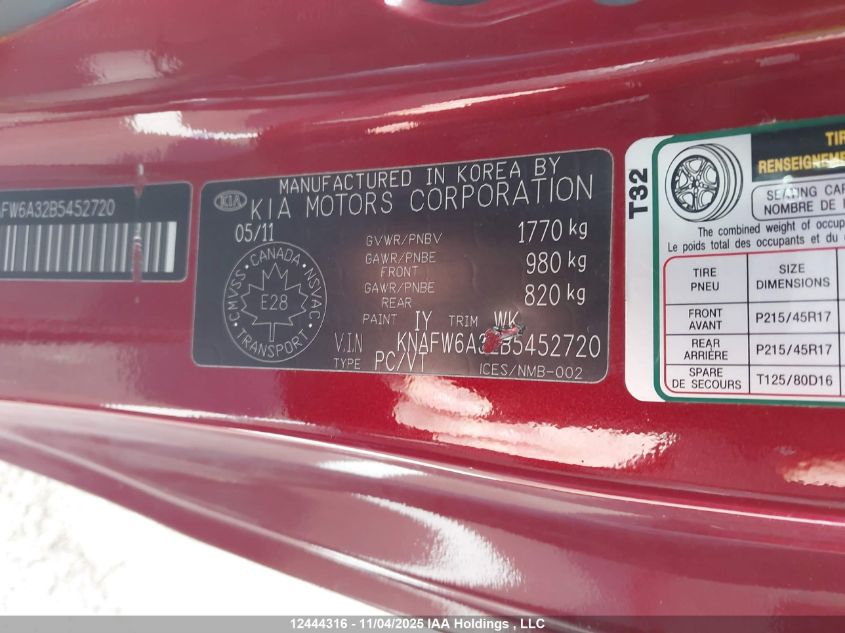 FW6A32B5452720
MANUFACTURED IN KOREA BY
KIA KIA MOTORS CORPORATION
05/11
GVWR/PNBV 1770 kg
GAWR/PNBE FRONT 980 kg
GAWR/PNBE REAR 820 kg
PAINT IY TRIM WK
V.I.N KNAFW6A32B5452720
TYPE PC/VT ICES/NMB-002
CANADA
CMVSS NSVAC
E28
TRANSPORT
T32
TIR
RENSEIGNEME
SEATING CAP
NOMBRE DE P
The combined weight of occup
Le poids total des occupants et du c
TIRE PNEU SIZE DIMENSIONS
FRONT AVANT P215/45R17
REAR ARRIÈRE P215/45R17
SPARE DE SECOURS T125/80D16
12444316 - 11/04/2025 IAA Holdings , LLC